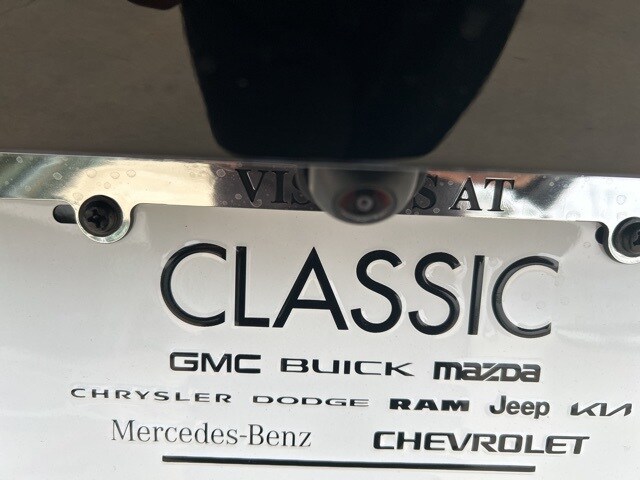 AT
CLASSIC
GMC BUICK mazda
CHRYSLER DODGE RAM Jeep KIA
Mercedes-Benz CHEVROLET